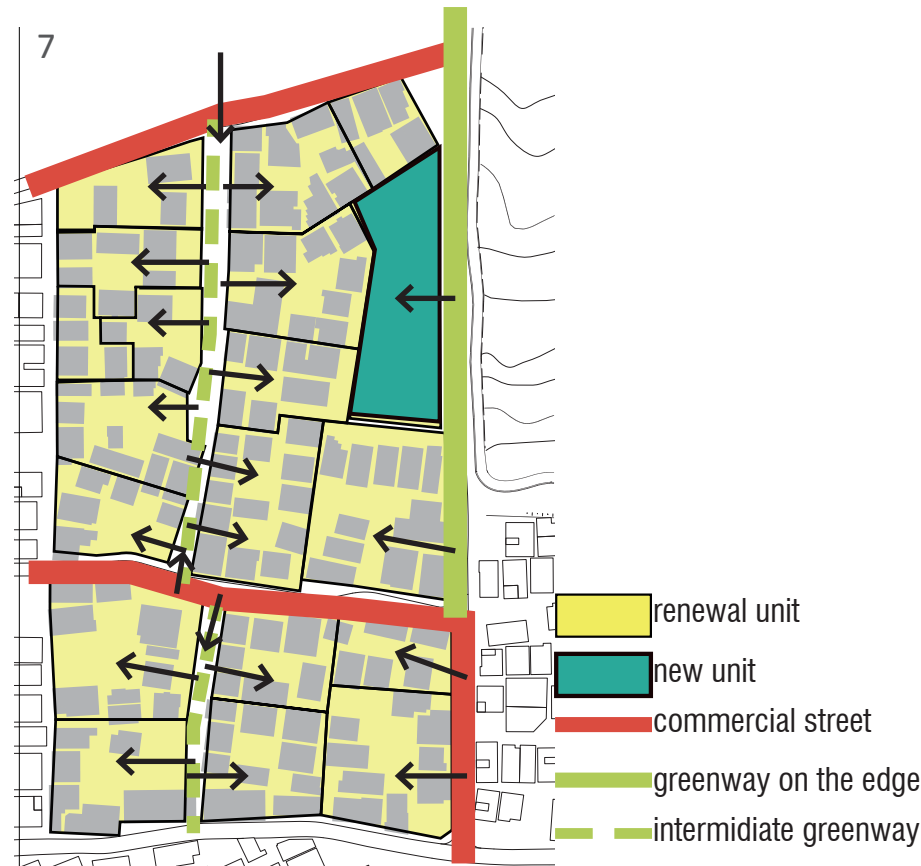 7
renewal unit
new unit
commercial street
greenway on the edge
intermidiate greenway